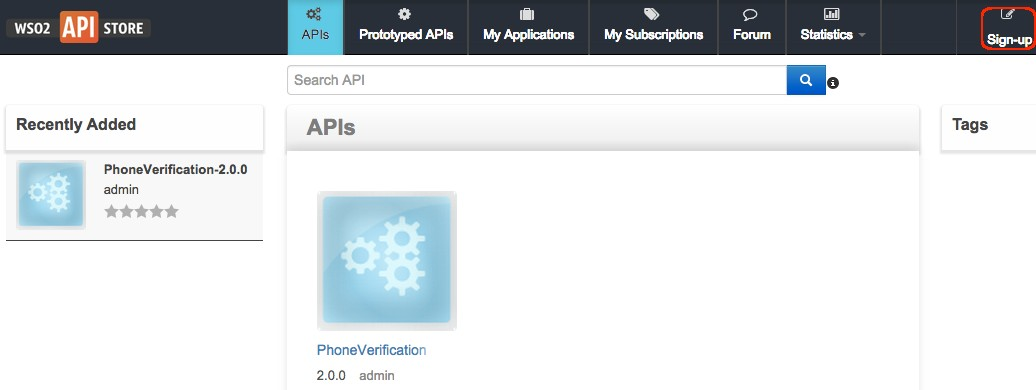 WSO2 API STORE
APIs
Prototyped APIs
My Applications
My Subscriptions
Forum
Statistics
Sign-up
Search API
Recently Added
PhoneVerification-2.0.0
admin
APIs
PhoneVerification
2.0.0 admin
Tags